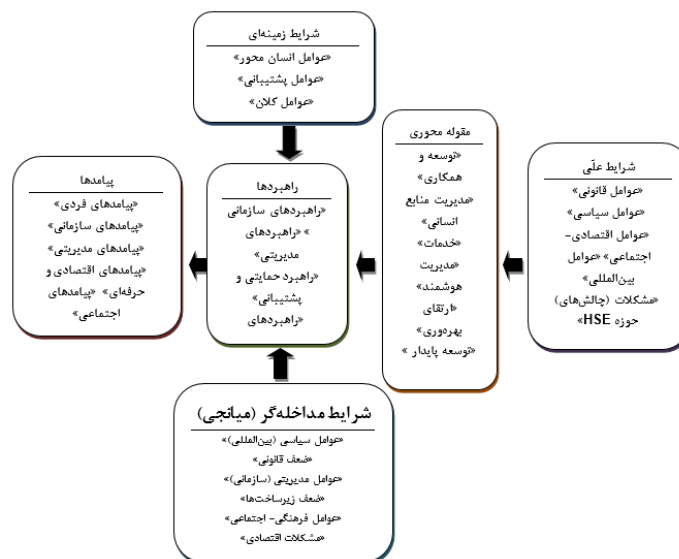 شرایط زمینه‌ای
«عوامل انسان محور»
«عوامل پشتیبانی»
«عوامل کلان»
شرایط علّی
«عوامل قانونی»
«عوامل سیاسی»
«عوامل اقتصادی-
اجتماعی» «عوامل
بین‌المللی»
«مشکلات (چالش‌های)
حوزه HSE»
مقوله محوری
«توسعه و
همکاری»
«مدیریت منابع
انسانی»
«خدمات»
«مدیریت
هوشمند»
«ارتقای
بهره‌وری»
«توسعه پایدار»
راهبردها
«راهبردهای سازمانی
» «راهبردهای
مدیریتی»
«راهبرد حمایتی و
پشتیبانی»
«راهبردهای
پیامدها
«پیامدهای فردی»
«پیامدهای سازمانی»
«پیامدهای مدیریتی»
«پیامدهای اقتصادی و
حرفه‌ای» «پیامدهای
اجتماعی»
شرایط مداخله‌گر (میانجی)
«عوامل سیاسی (بین‌المللی)»
«ضعف قانونی»
«عوامل مدیریتی (سازمانی)»
«ضعف زیرساخت‌ها»
«عوامل فرهنگی- اجتماعی»
«مشکلات اقتصادی»